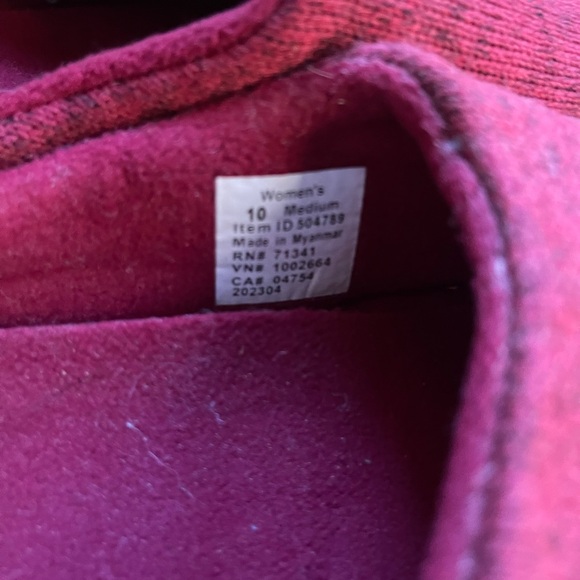 Women's
10 Medium
Item ID 504789
Made in Myanmar
RN# 71341
VN# 1002664
CA# 04754
202304